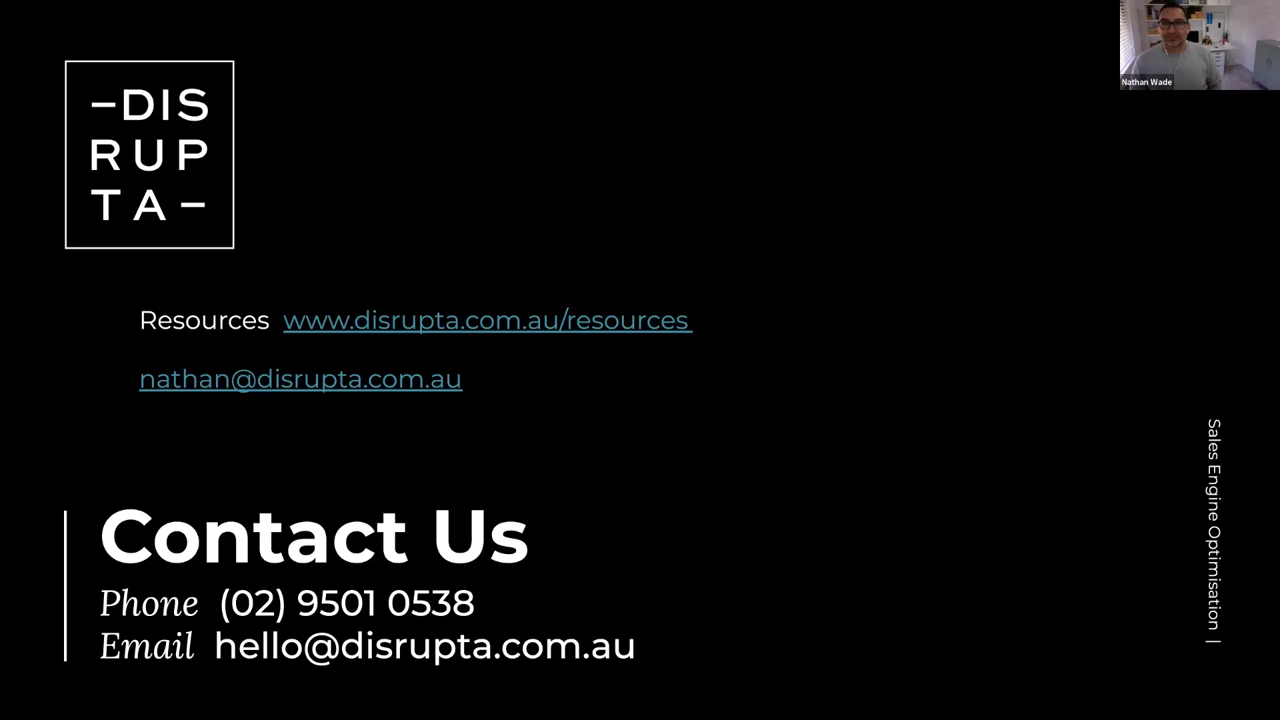 –DIS
RUP
TA–
Nathan Wade
Resources www.disrupta.com.au/resources
nathan@disrupta.com.au
Sales Engine Optimisation |
Contact Us
Phone (02) 9501 0538
Email hello@disrupta.com.au